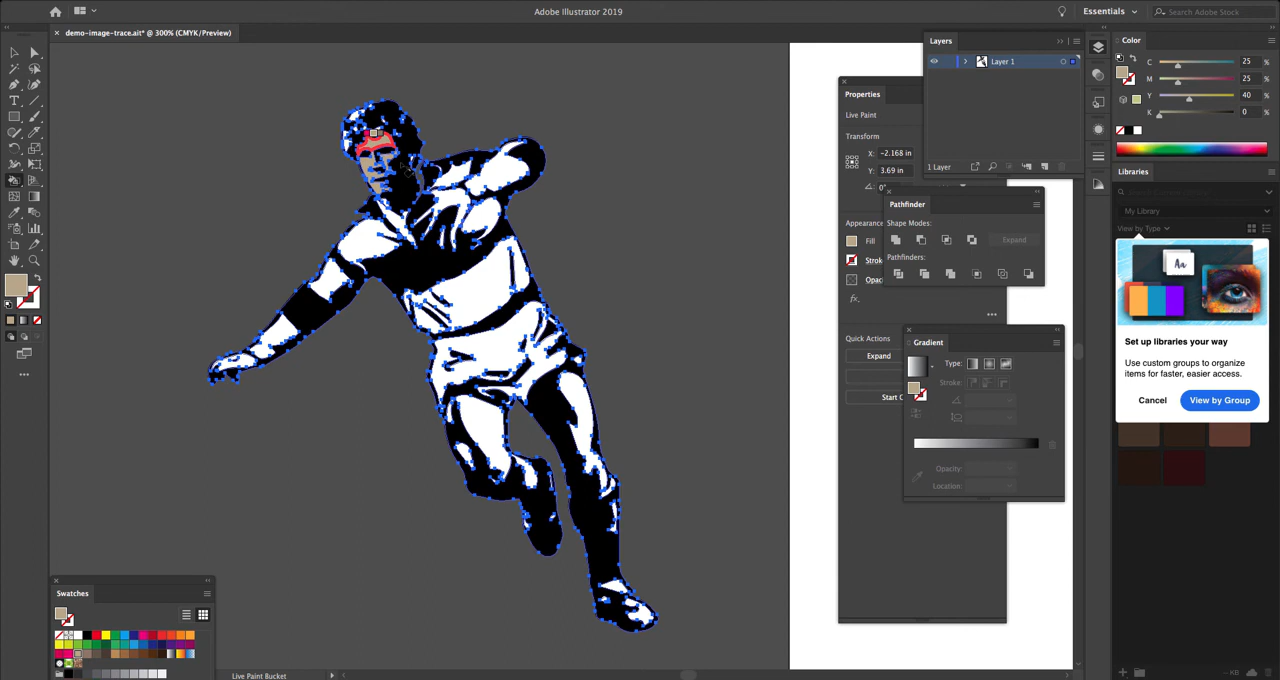 Adobe Illustrator 2019
Essentials
Search Adobe Stock
demo-image-trace.ait* @ 300% (CMYK/Preview)
Layers
Layer 1
1 Layer
Color
C 25 %
M 25 %
Y 40 %
K 0 %
Properties
Live Paint
Transform
X: -2.168 in
Y: 3.69 in
Appearance
Fill
Stroke
Opac
fx.
Quick Actions
Expand
Pathfinder
Shape Modes:
Expand
Pathfinders:
Gradient
Type:
Stroke:
Opacity:
Location:
Libraries
My Library
View by Type
Aa
Set up libraries your way
Use custom groups to organize
items for faster, easier access.
Cancel
View by Group
-- KB
Swatches
Live Paint Bucket